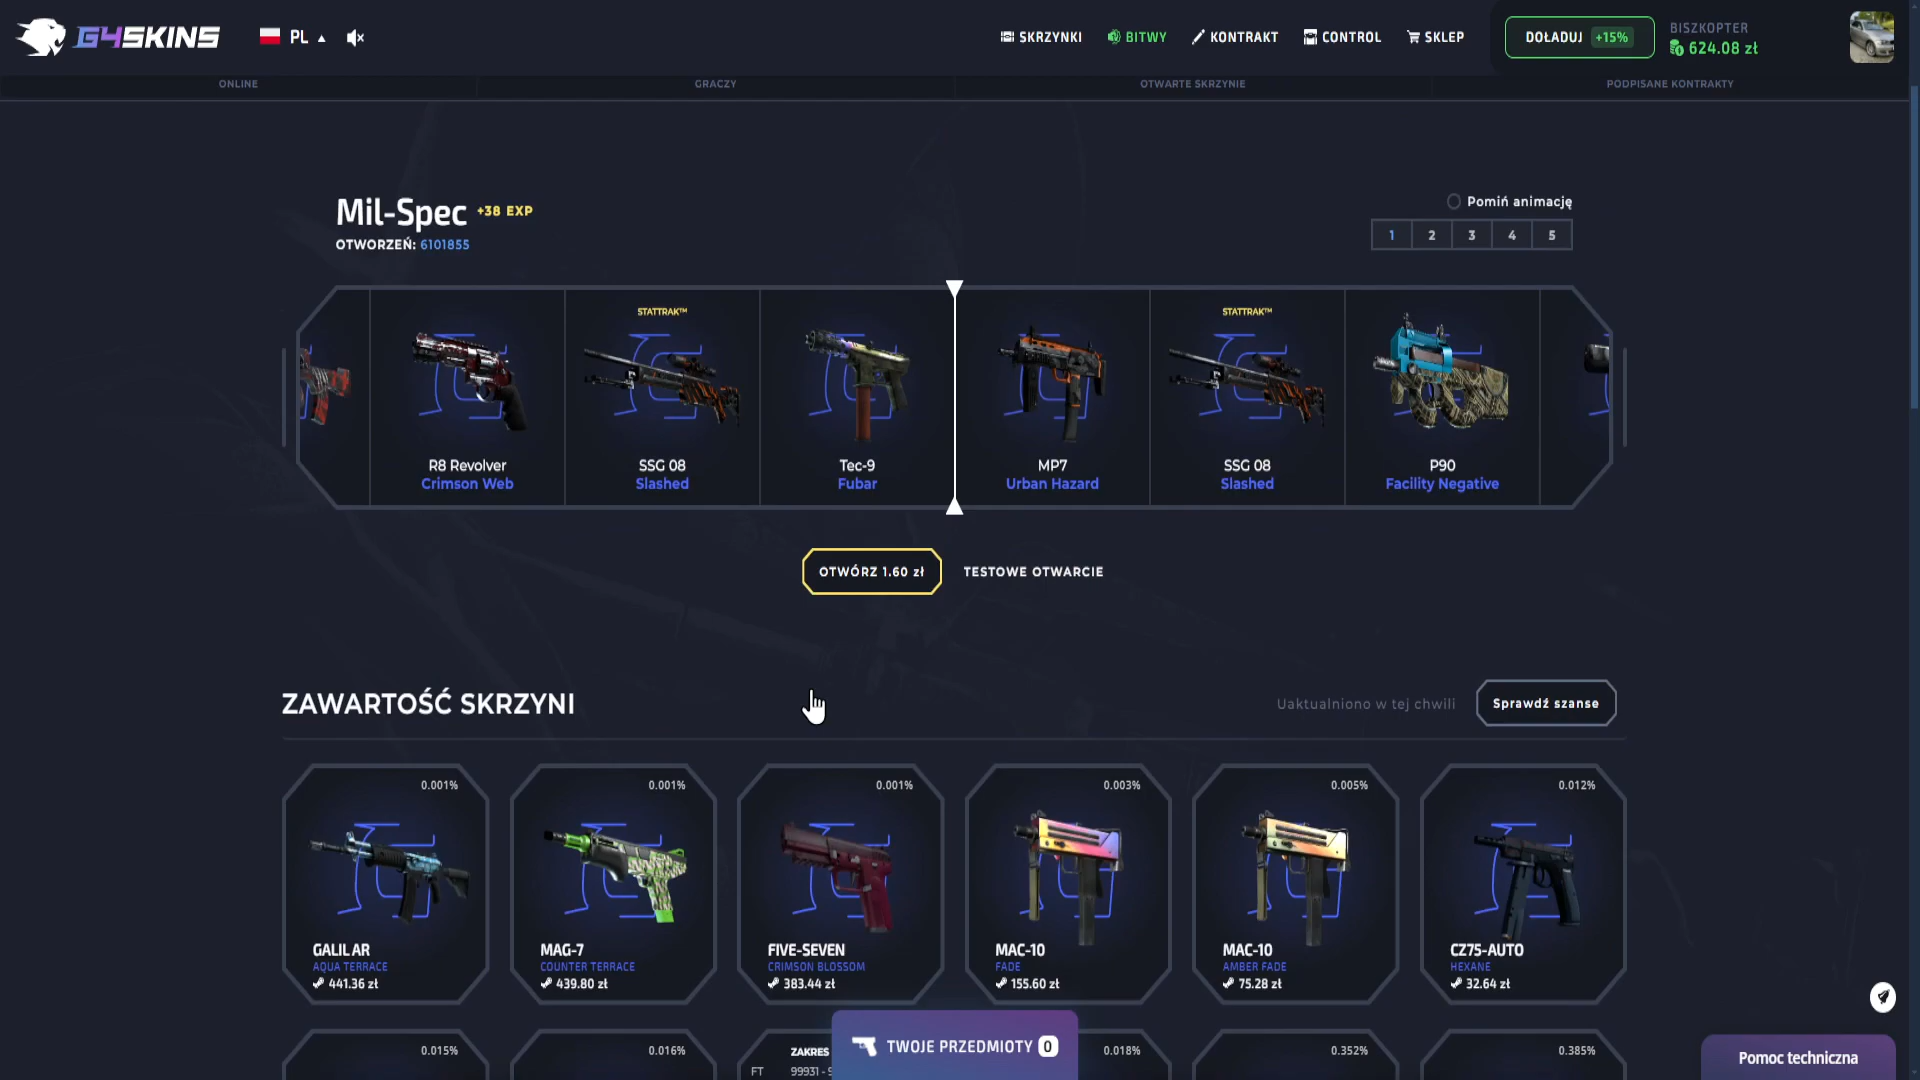 G4SKINS
PL
SKRZYNKI
BITWY
KONTRAKT
CONTROL
SKLEP
DOŁADUJ +15%
BISZKOPTER
624.08 zł
ONLINE
GRACZY
OTWARTE SKRZYNIE
PODPISANE KONTRAKTY
Mil-Spec +38 EXP
OTWORZEŃ: 6101855
Pomiń animację
1 2 3 4 5
R8 Revolver
Crimson Web
STATTRAK™
SSG 08
Slashed
Tec-9
Fubar
MP7
Urban Hazard
STATTRAK™
SSG 08
Slashed
P90
Facility Negative
OTWÓRZ 1.60 zł
TESTOWE OTWARCIE
ZAWARTOŚĆ SKRZYNI
Uaktualniono w tej chwili
Sprawdź szanse
0.001%
GALIL AR
AQUA TERRACE
441.36 zł
0.001%
MAG-7
COUNTER TERRACE
439.80 zł
0.001%
FIVE-SEVEN
CRIMSON BLOSSOM
383.44 zł
0.003%
MAC-10
FADE
155.60 zł
0.005%
MAC-10
AMBER FADE
75.28 zł
0.012%
CZ75-AUTO
HEXANE
32.64 zł
0.015%
0.016%
ZAKRES
FT 99931 -
0.018%
0.352%
0.385%
TWOJE PRZEDMIOTY 0
Pomoc techniczna